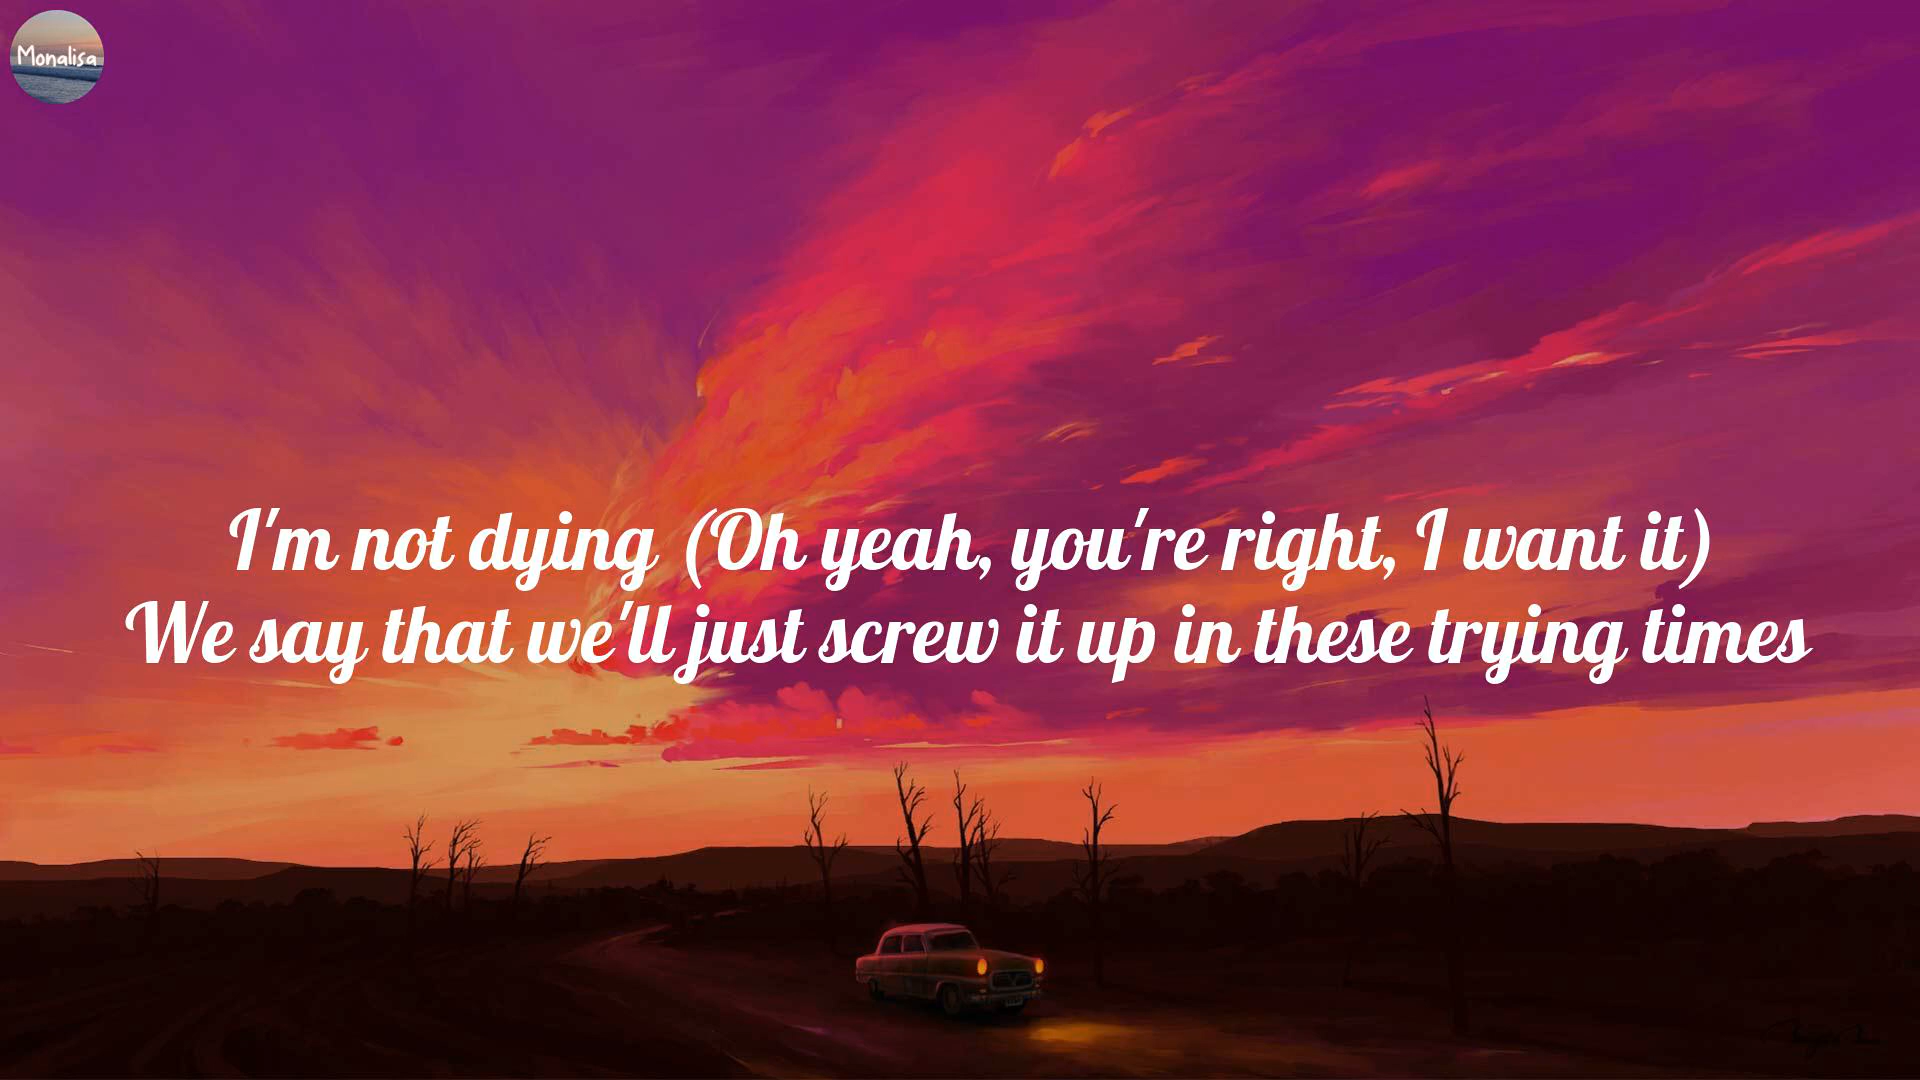 Monalisa
I'm not dying (Oh yeah, you're right, I want it)
We say that we'll just screw it up in these trying times